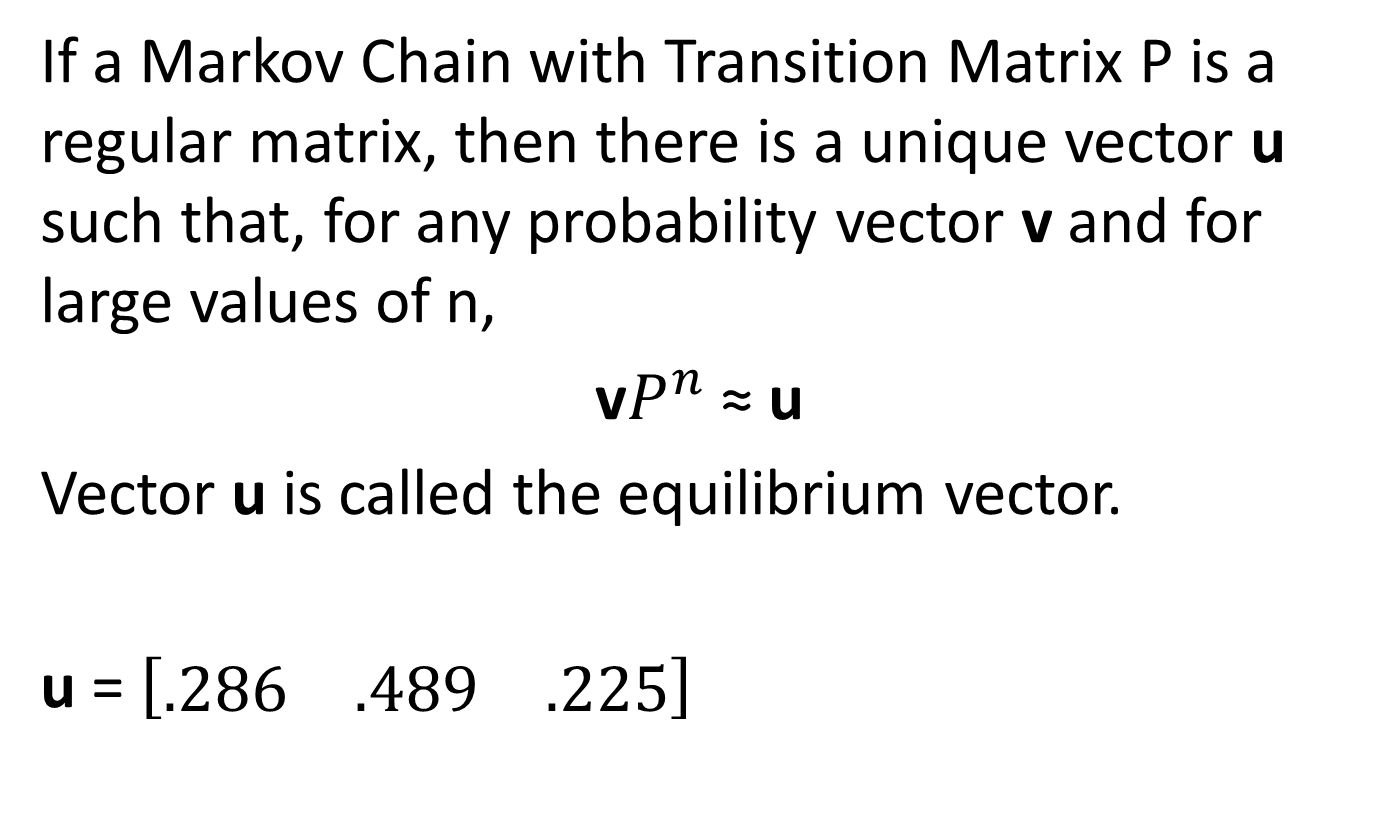 If a Markov Chain with Transition Matrix P is a
regular matrix, then there is a unique vector u
such that, for any probability vector v and for
large values of n,
vPⁿ ≈ u
Vector u is called the equilibrium vector.
u = [.286 .489 .225]